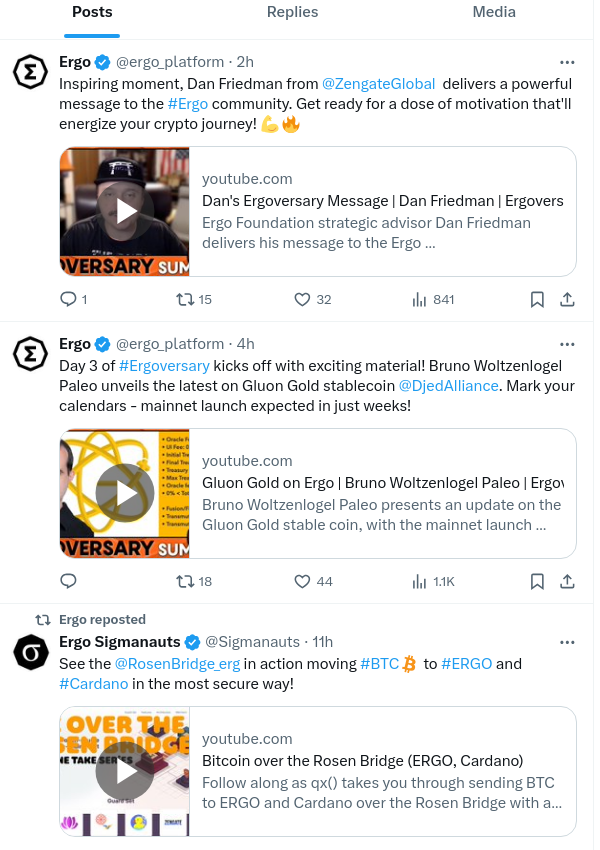 Posts Replies Media
Ergo @ergo_platform · 2h
Inspiring moment, Dan Friedman from @ZengateGlobal delivers a powerful
message to the #Ergo community. Get ready for a dose of motivation that'll
energize your crypto journey! 💪🔥
youtube.com
Dan's Ergoversary Message | Dan Friedman | Ergovers
Ergo Foundation strategic advisor Dan Friedman
delivers his message to the Ergo ...
OVERSARY SUM
1 15 32 841
Ergo @ergo_platform · 4h
Day 3 of #Ergoversary kicks off with exciting material! Bruno Woltzenlogel
Paleo unveils the latest on Gluon Gold stablecoin @DjedAlliance. Mark your
calendars - mainnet launch expected in just weeks!
youtube.com
Gluon Gold on Ergo | Bruno Woltzenlogel Paleo | Ergov
Bruno Woltzenlogel Paleo presents an update on the
Gluon Gold stable coin, with the mainnet launch ...
OVERSARY SUM
18 44 1.1K
Ergo reposted
Ergo Sigmanauts @Sigmanauts · 11h
See the @RosenBridge_erg in action moving #BTC to #ERGO and
#Cardano in the most secure way!
OVER THE
SEN BRIDGE
HE TAKE SERIES
Guard Set
youtube.com
Bitcoin over the Rosen Bridge (ERGO, Cardano)
Follow along as qx() takes you through sending BTC
to ERGO and Cardano over the Rosen Bridge with a...